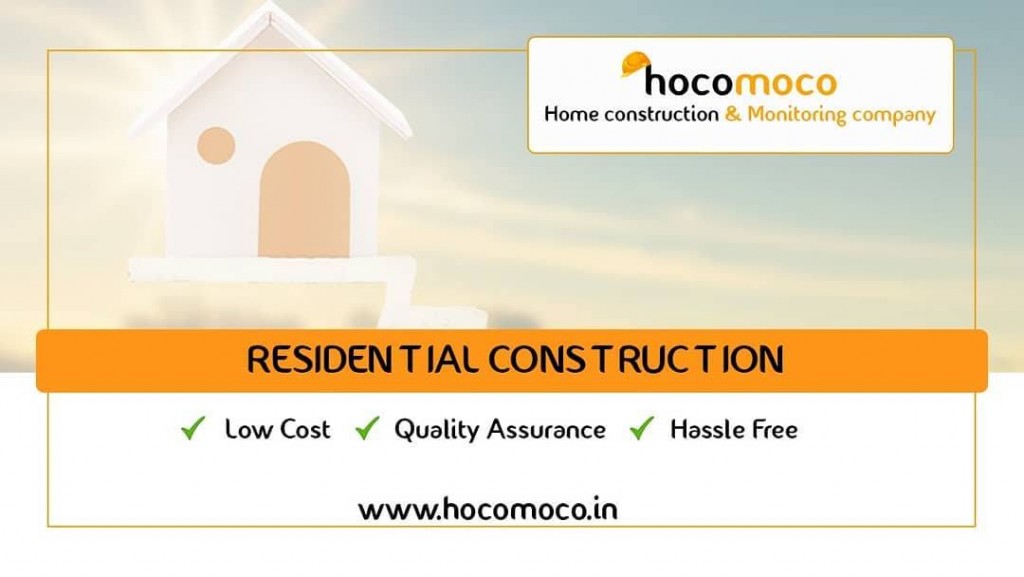 hocomoco
Home construction & Monitoring company
RESIDENTIAL CONSTRUCTION
Low Cost Quality Assurance Hassle Free
www.hocomoco.in